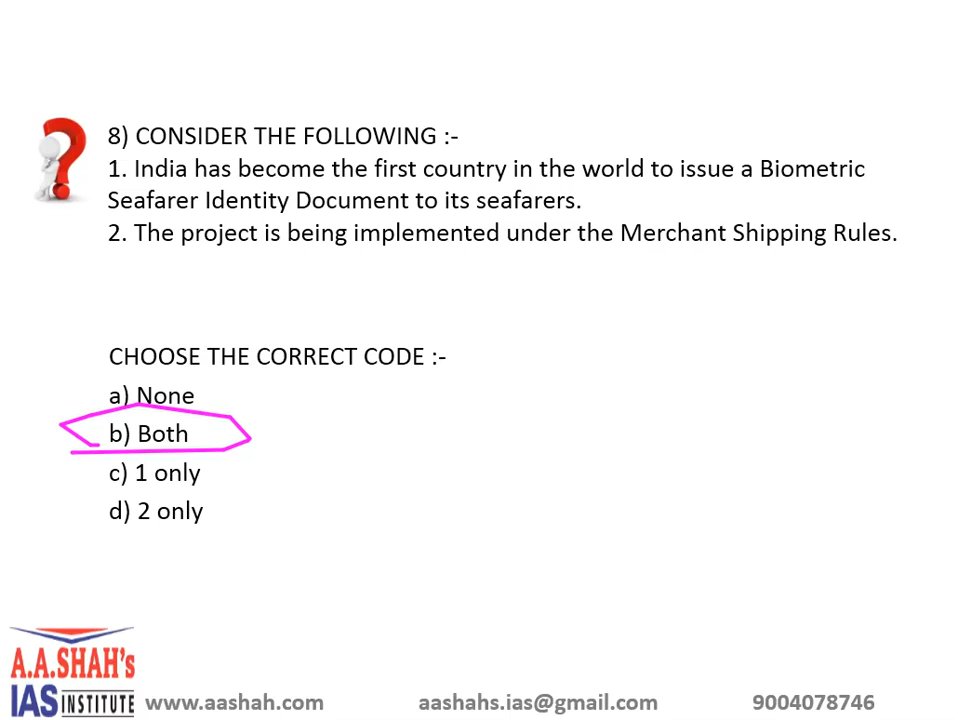 8) CONSIDER THE FOLLOWING :-
1. India has become the first country in the world to issue a Biometric
Seafarer Identity Document to its seafarers.
2. The project is being implemented under the Merchant Shipping Rules.
CHOOSE THE CORRECT CODE :-
a) None
b) Both
c) 1 only
d) 2 only
A.A.SHAH's
IAS INSTITUTE
www.aashah.com aashahs.ias@gmail.com 9004078746